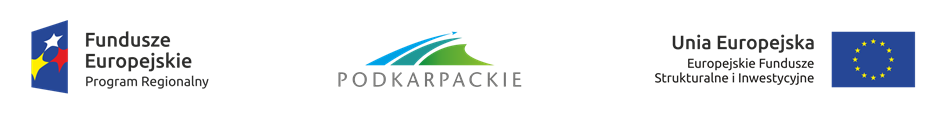 Fundusze
Europejskie
Program Regionalny
PODKARPACKIE
Unia Europejska
Europejskie Fundusze
Strukturalne i Inwestycyjne